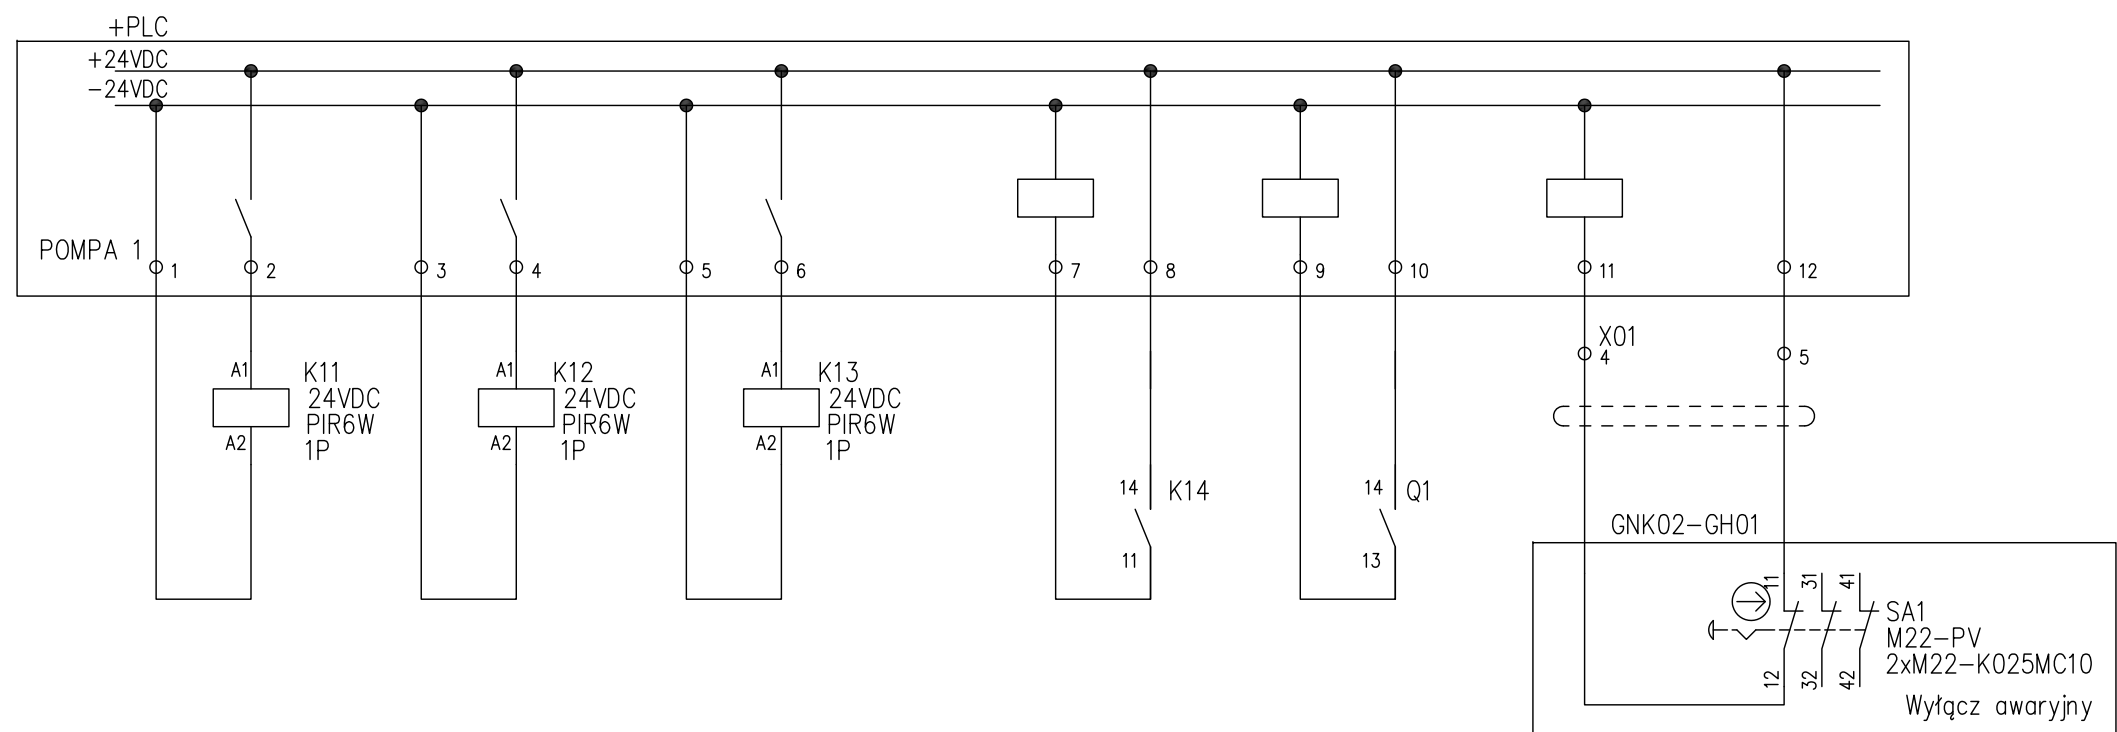 +PLC
+24VDC
-24VDC
POMPA 1
1
2
3
4
5
6
7
8
9
10
11
12
X01
4
5
A1
K11
24VDC
PIR6W
1P
A2
A1
K12
24VDC
PIR6W
1P
A2
A1
K13
24VDC
PIR6W
1P
A2
14
K14
11
14
Q1
13
GNK02-GH01
11
31
41
SA1
M22-PV
2xM22-K025MC10
12
32
42
Wyłącz awaryjny